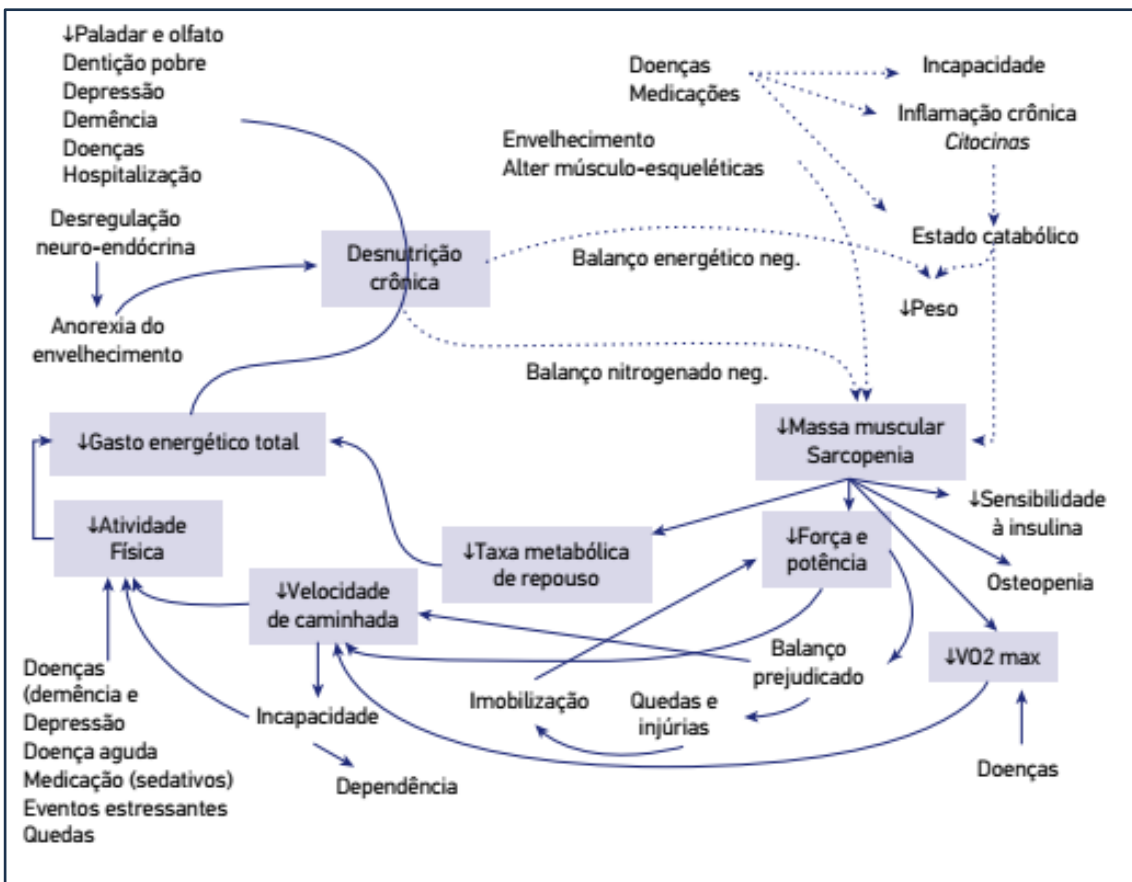 ↓Paladar e olfato
Dentição pobre
Depressão
Demência
Doenças
Hospitalização
Desregulação
neuro-endócrina
Anorexia do
envelhecimento
Desnutrição
crônica
Doenças
Medicações
Envelhecimento
Alter músculo-esqueléticas
Incapacidade
Inflamação crônica
Citocinas
Estado catabólico
Balanço energético neg.
↓Peso
Balanço nitrogenado neg.
↓Gasto energético total
↓Massa muscular
Sarcopenia
↓Atividade
Física
↓Taxa metabólica
de repouso
↓Força e
potência
↓Sensibilidade
à insulina
Osteopenia
↓Velocidade
de caminhada
↓VO2 max
Balanço
prejudicado
Imobilização
Quedas e
injúrias
Incapacidade
Dependência
Doenças
Doenças
(demência e
Depressão
Doença aguda
Medicação (sedativos)
Eventos estressantes
Quedas